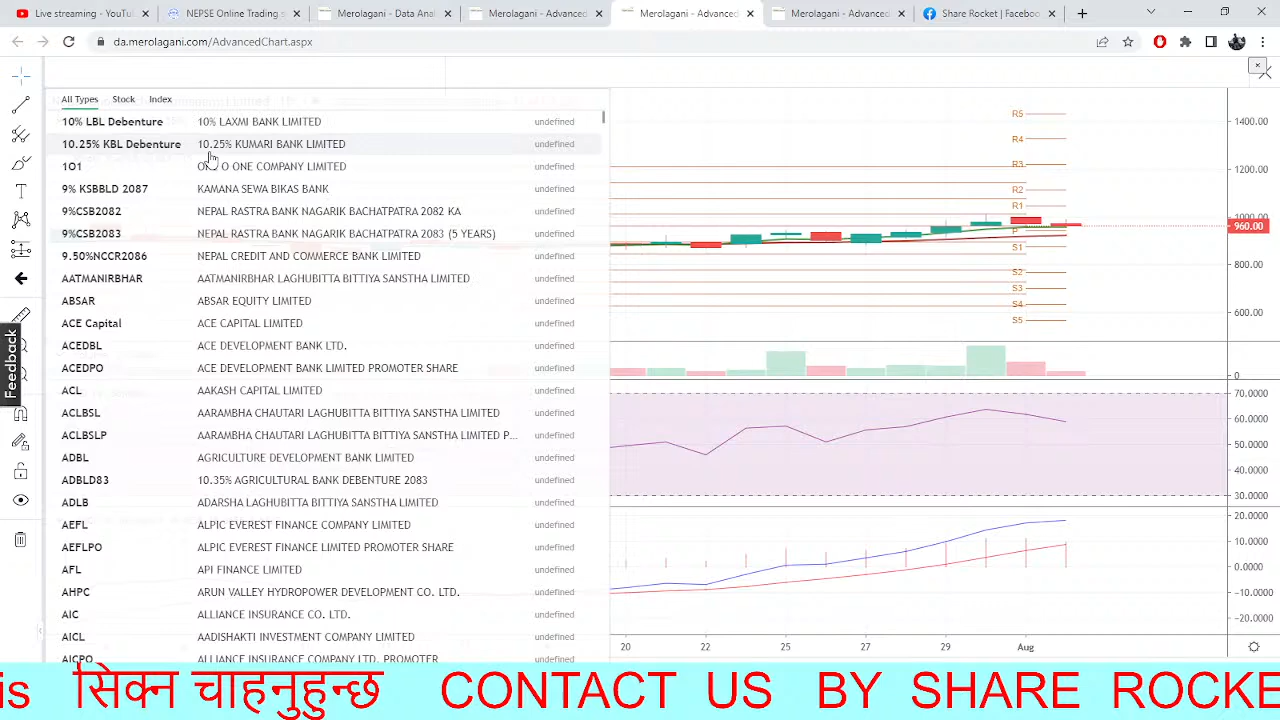 Live streaming - YouTube
NEPSE Online Trading s
Merolagani - Data Anal
Merolagani - Advanced
Merolagani - Advanced
Merolagani - Advanced
Share Rocket | Faceboo
da.merolagani.com/AdvancedChart.aspx
All Types Stock Index
10% LBL Debenture 10% LAXMI BANK LIMITED undefined
10.25% KBL Debenture 10.25% KUMARI BANK LIMITED undefined
1O1 ONE O ONE COMPANY LIMITED undefined
9% KSBBLD 2087 KAMANA SEWA BIKAS BANK undefined
9%CSB2082 NEPAL RASTRA BANK NAGARIK BACHATPATRA 2082 KA undefined
9%CSB2083 NEPAL RASTRA BANK NAGARIK BACHATPATRA 2083 (5 YEARS) undefined
9.50%NCCR2086 NEPAL CREDIT AND COMMERCE BANK LIMITED undefined
AATMANIRBHAR AATMANIRBHAR LAGHUBITTA BITTIYA SANSTHA LIMITED undefined
ABSAR ABSAR EQUITY LIMITED undefined
ACE Capital ACE CAPITAL LIMITED undefined
ACEDBL ACE DEVELOPMENT BANK LTD. undefined
ACEDPO ACE DEVELOPMENT BANK LIMITED PROMOTER SHARE undefined
ACL AAKASH CAPITAL LIMITED undefined
ACLBSL AARAMBHA CHAUTARI LAGHUBITTA BITTIYA SANSTHA LIMITED undefined
ACLBSLP AARAMBHA CHAUTARI LAGHUBITTA BITTIYA SANSTHA LIMITED P... undefined
ADBL AGRICULTURE DEVELOPMENT BANK LIMITED undefined
ADBLD83 10.35% AGRICULTURAL BANK DEBENTURE 2083 undefined
ADLB ADARSHA LAGHUBITTA BITTIYA SANSTHA LIMITED undefined
AEFL ALPIC EVEREST FINANCE COMPANY LIMITED undefined
AEFLPO ALPIC EVEREST FINANCE LIMITED PROMOTER SHARE undefined
AFL API FINANCE LIMITED undefined
AHPC ARUN VALLEY HYDROPOWER DEVELOPMENT CO. LTD. undefined
AIC ALLIANCE INSURANCE CO. LTD. undefined
AICL AADISHAKTI INVESTMENT COMPANY LIMITED undefined
AICPO ALLIANCE INSURANCE COMPANY LTD. PROMOTER undefined
Feedback
R5
R4
R3
R2
R1
P
S1
S2
S3
S4
S5
1400.00
1200.00
1000.00
960.00
800.00
600.00
0
70.0000
60.0000
50.0000
40.0000
30.0000
20.0000
10.0000
0.0000
−10.0000
−20.0000
20 22 25 27 29 Aug
is सिक्न चाहनुहुन्छ CONTACT US BY SHARE ROCKE